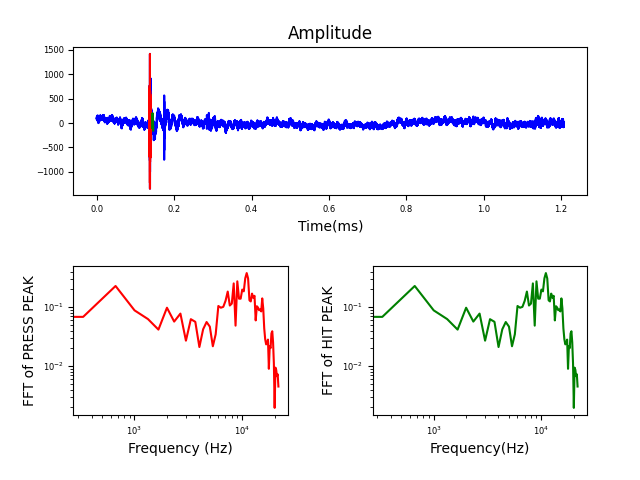 Amplitude
1500
1000
500
0
−500
−1000
0.0 0.2 0.4 0.6 0.8 1.0 1.2
Time(ms)
FFT of PRESS PEAK
10⁻¹
10⁻²
10³ 10⁴
Frequency (Hz)
FFT of HIT PEAK
10⁻¹
10⁻²
10³ 10⁴
Frequency(Hz)